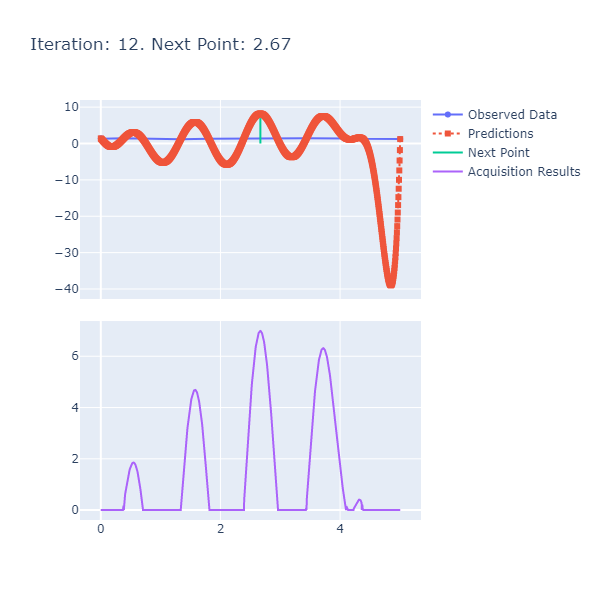 Iteration: 12. Next Point: 2.67
10
0
−10
−20
−30
−40
Observed Data
Predictions
Next Point
Acquisition Results
6
4
2
0
0 2 4